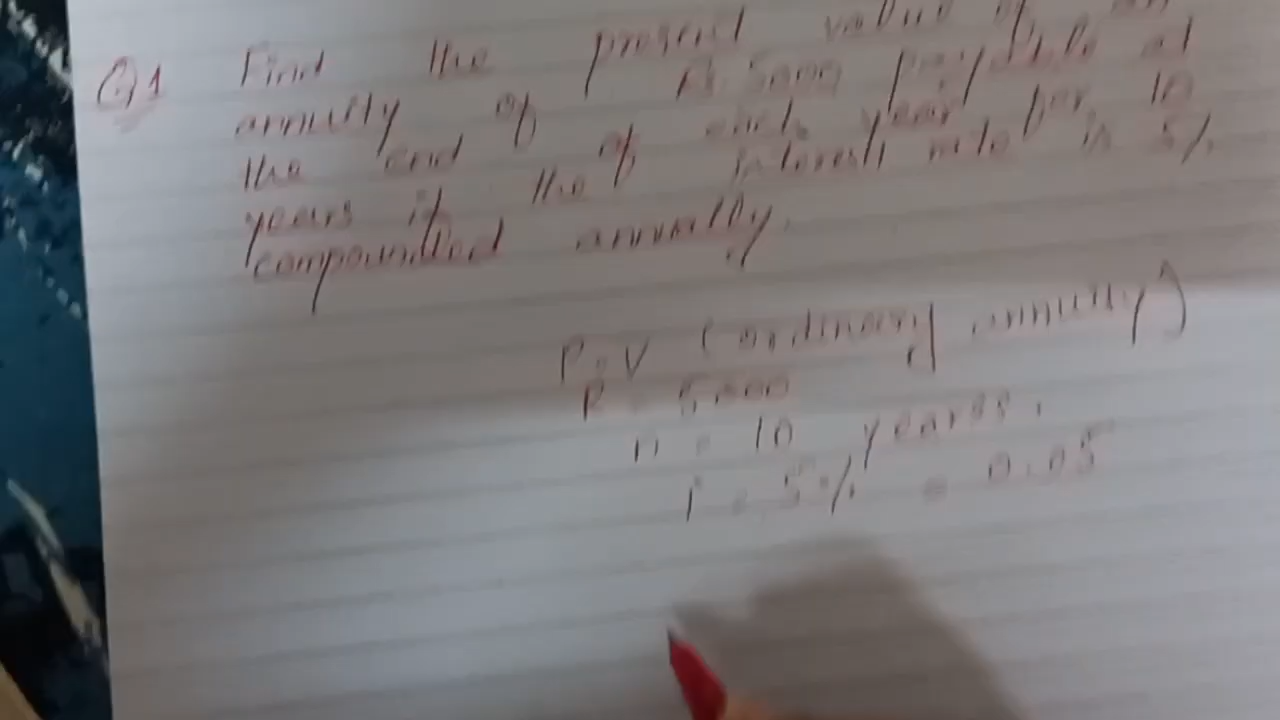 Q1 Find the present value of an
annuity of Rs 5000 payable at
the end of each year for 10
years if the of interest rate is 5%
compounded annually.
P.V (ordinary annuity)
R = 5000
n = 10 years.
i = 5% = 0.05